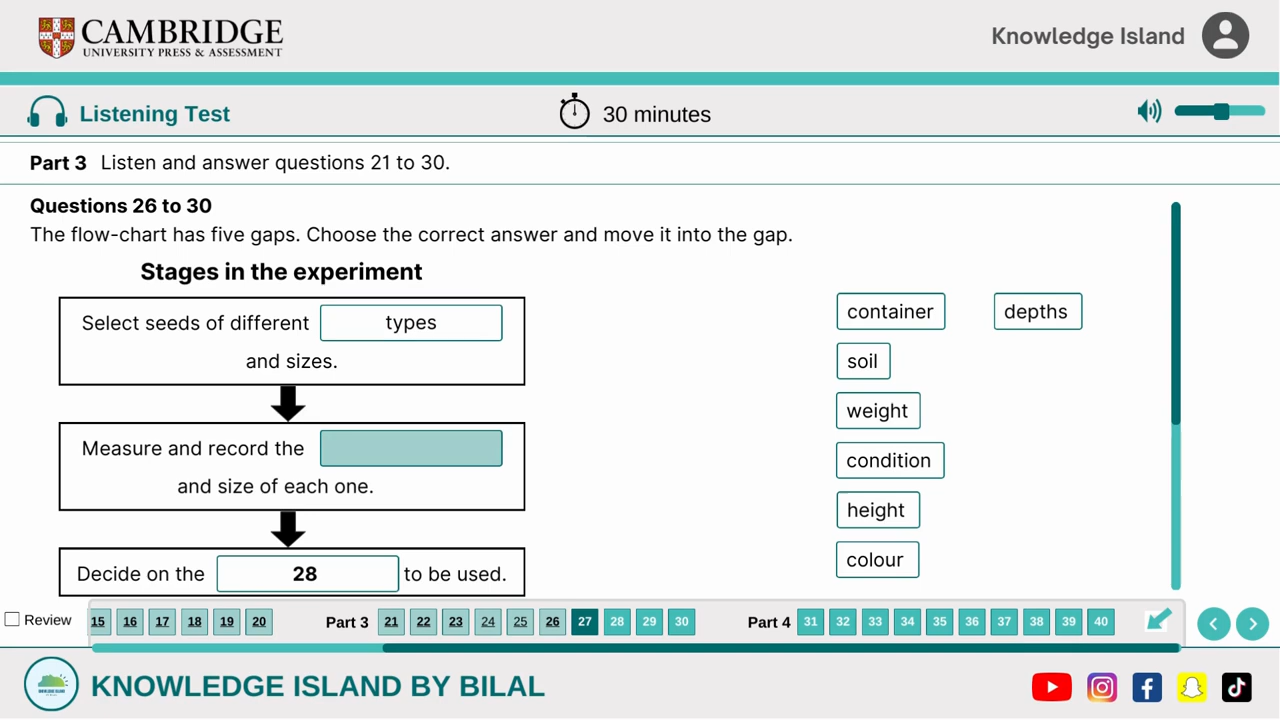 CAMBRIDGE
UNIVERSITY PRESS & ASSESSMENT
Knowledge Island
Listening Test
30 minutes
Part 3 Listen and answer questions 21 to 30.
Questions 26 to 30
The flow-chart has five gaps. Choose the correct answer and move it into the gap.
Stages in the experiment
Select seeds of different types
and sizes.
Measure and record the
and size of each one.
Decide on the 28 to be used.
container depths
soil
weight
condition
height
colour
Review 15 16 17 18 19 20 Part 3 21 22 23 24 25 26 27 28 29 30 Part 4 31 32 33 34 35 36 37 38 39 40
KNOWLEDGE ISLAND BY BILAL